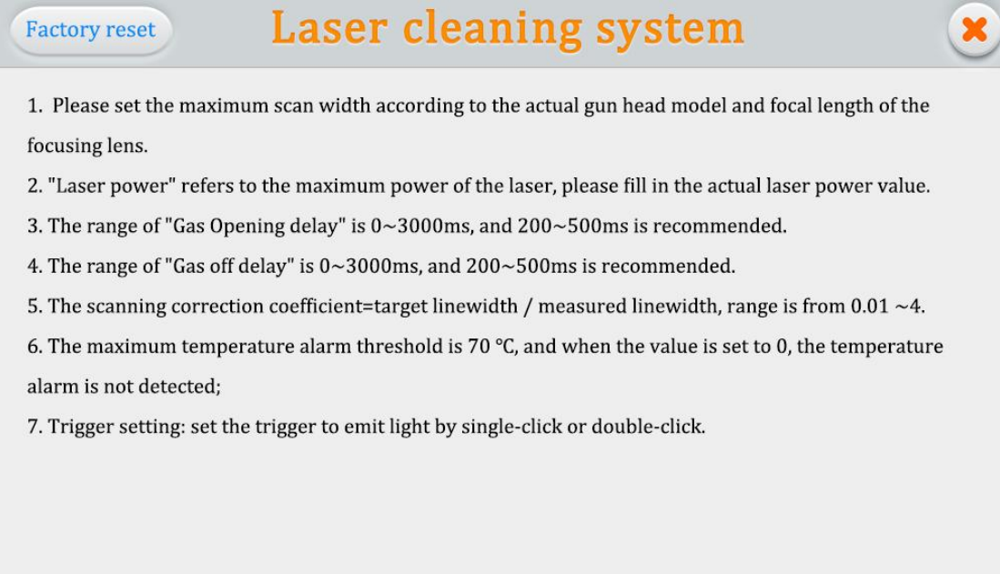 Factory reset
Laser cleaning system
1. Please set the maximum scan width according to the actual gun head model and focal length of the
focusing lens.
2. "Laser power" refers to the maximum power of the laser, please fill in the actual laser power value.
3. The range of "Gas Opening delay" is 0~3000ms, and 200~500ms is recommended.
4. The range of "Gas off delay" is 0~3000ms, and 200~500ms is recommended.
5. The scanning correction coefficient=target linewidth / measured linewidth, range is from 0.01 ~4.
6. The maximum temperature alarm threshold is 70 °C, and when the value is set to 0, the temperature
alarm is not detected;
7. Trigger setting: set the trigger to emit light by single-click or double-click.